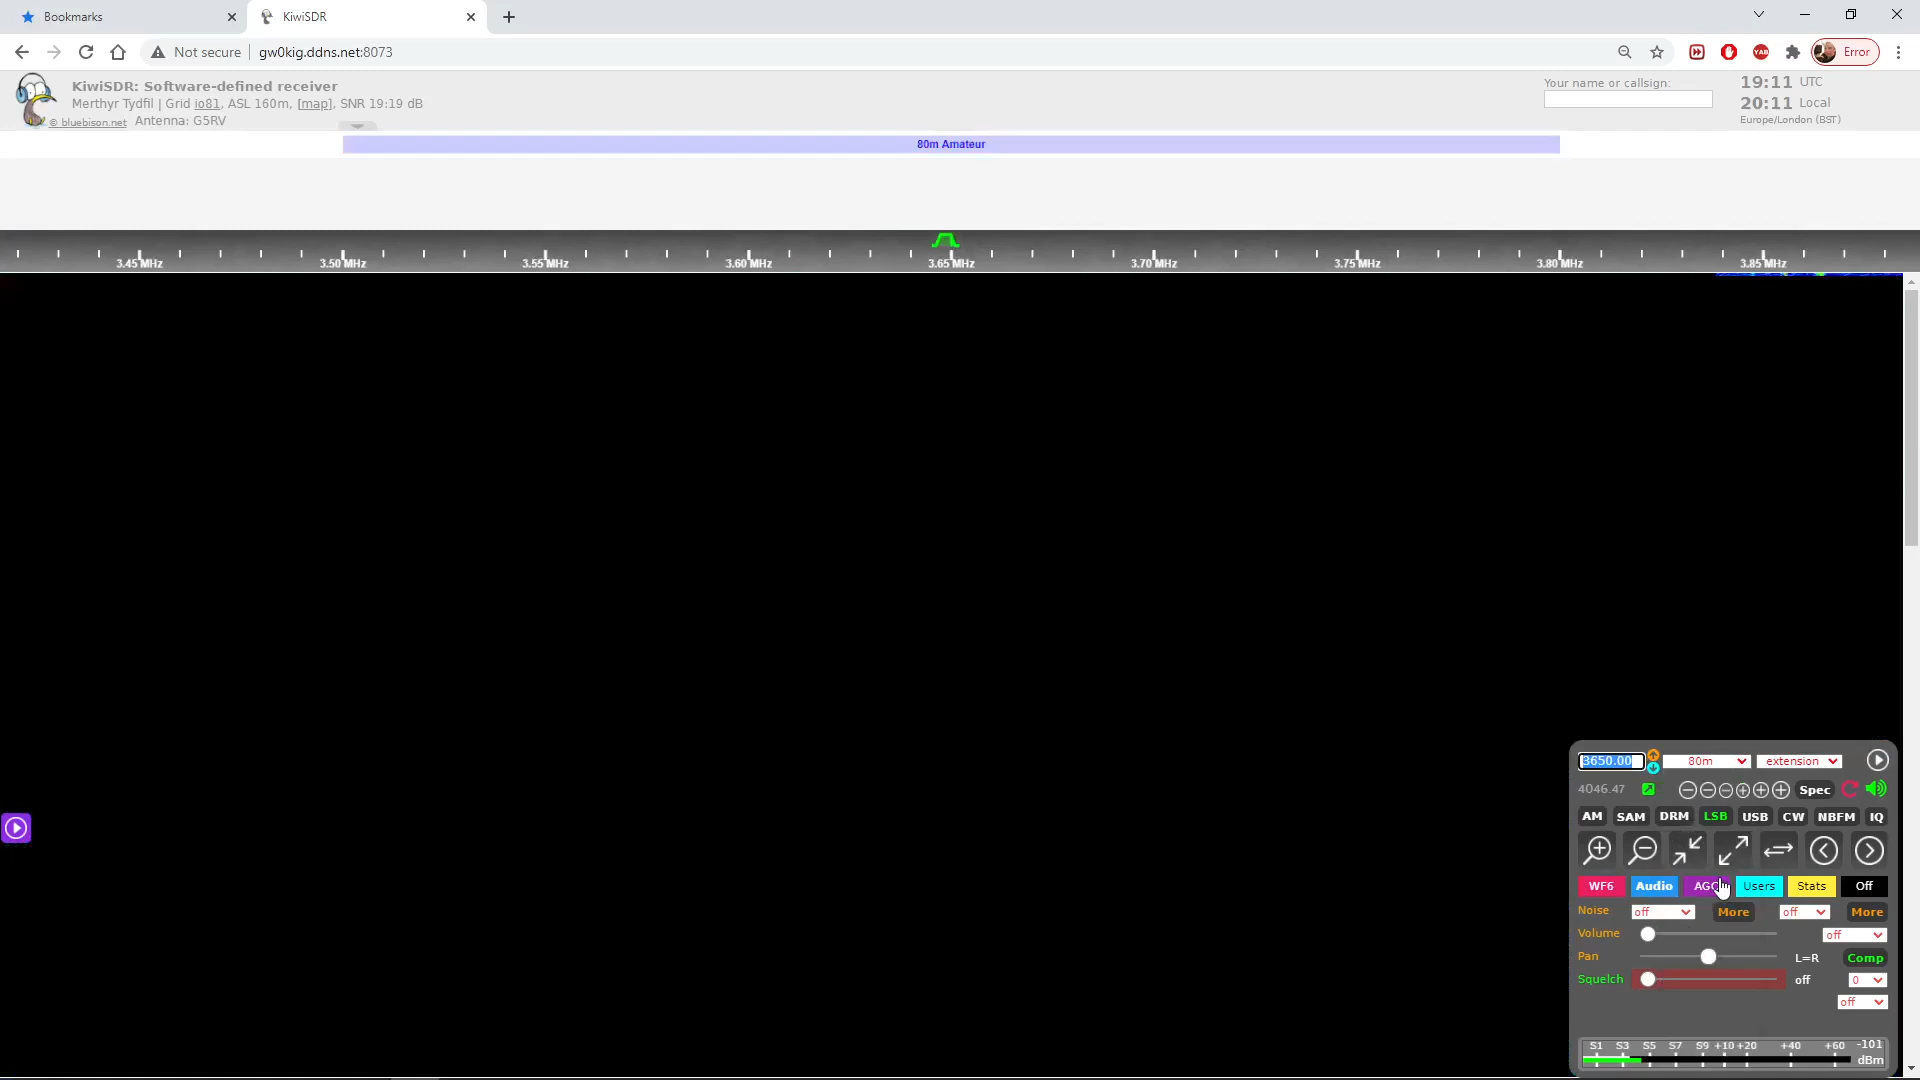 Bookmarks
KiwiSDR
Not secure
gw0kig.ddns.net:8073
YAB
Error
KiwiSDR: Software-defined receiver
Merthyr Tydfil | Grid io81, ASL 160m, [map], SNR 19:19 dB
© bluebison.net Antenna: G5RV
Your name or callsign:
19:11 UTC
20:11 Local
Europe/London (BST)
80m Amateur
3.45 MHz 3.50 MHz 3.55 MHz 3.60 MHz 3.65 MHz 3.70 MHz 3.75 MHz 3.80 MHz 3.85 MHz
3650.00 80m extension
4046.47 Spec
AM SAM DRM LSB USB CW NBFM IQ
WF6 Audio AGC Users Stats Off
Noise off More off More
Volume off
Pan L=R Comp
Squelch off 0
off
S1 S3 S5 S7 S9 +10 +20 +40 +60 -101
dBm